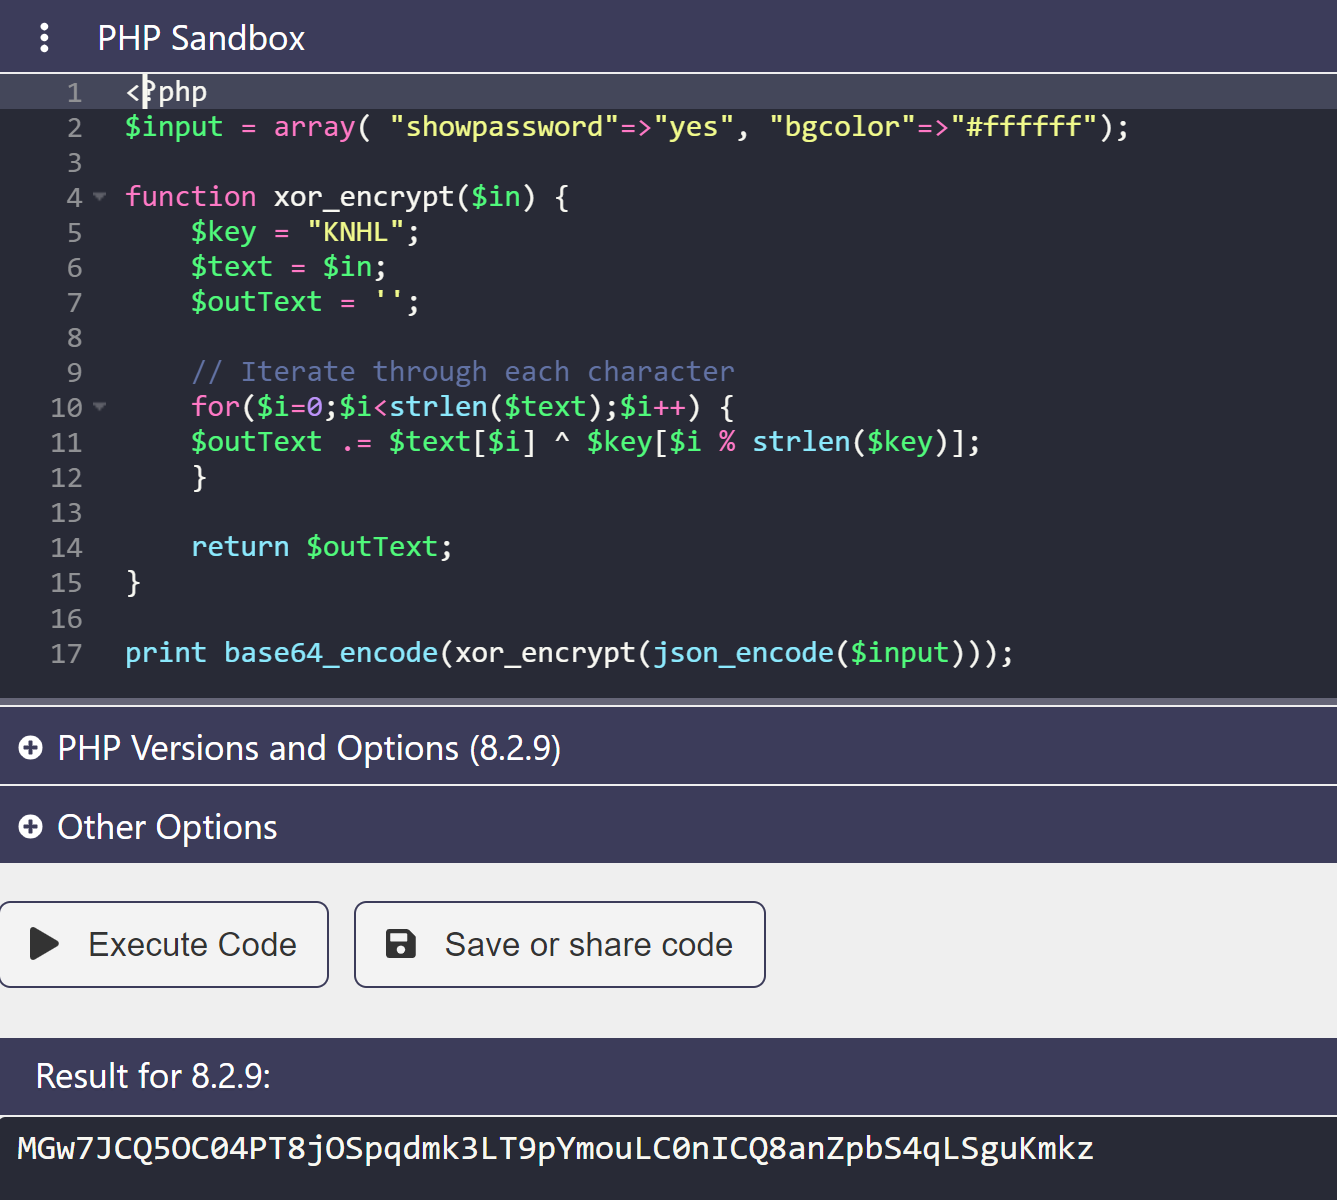 PHP Sandbox
1 <?php
2 $input = array( "showpassword"=>"yes", "bgcolor"=>"#ffffff");
3
4 function xor_encrypt($in) {
5     $key = "KNHL";
6     $text = $in;
7     $outText = '';
8
9     // Iterate through each character
10     for($i=0;$i<strlen($text);$i++) {
11     $outText .= $text[$i] ^ $key[$i % strlen($key)];
12     }
13
14     return $outText;
15 }
16
17 print base64_encode(xor_encrypt(json_encode($input)));
PHP Versions and Options (8.2.9)
Other Options
Execute Code
Save or share code
Result for 8.2.9:
MGw7JCQ5OC04PT8jOSpqdmk3LT9pYmouLC0nICQ8anZpbS4qLSguKmkz